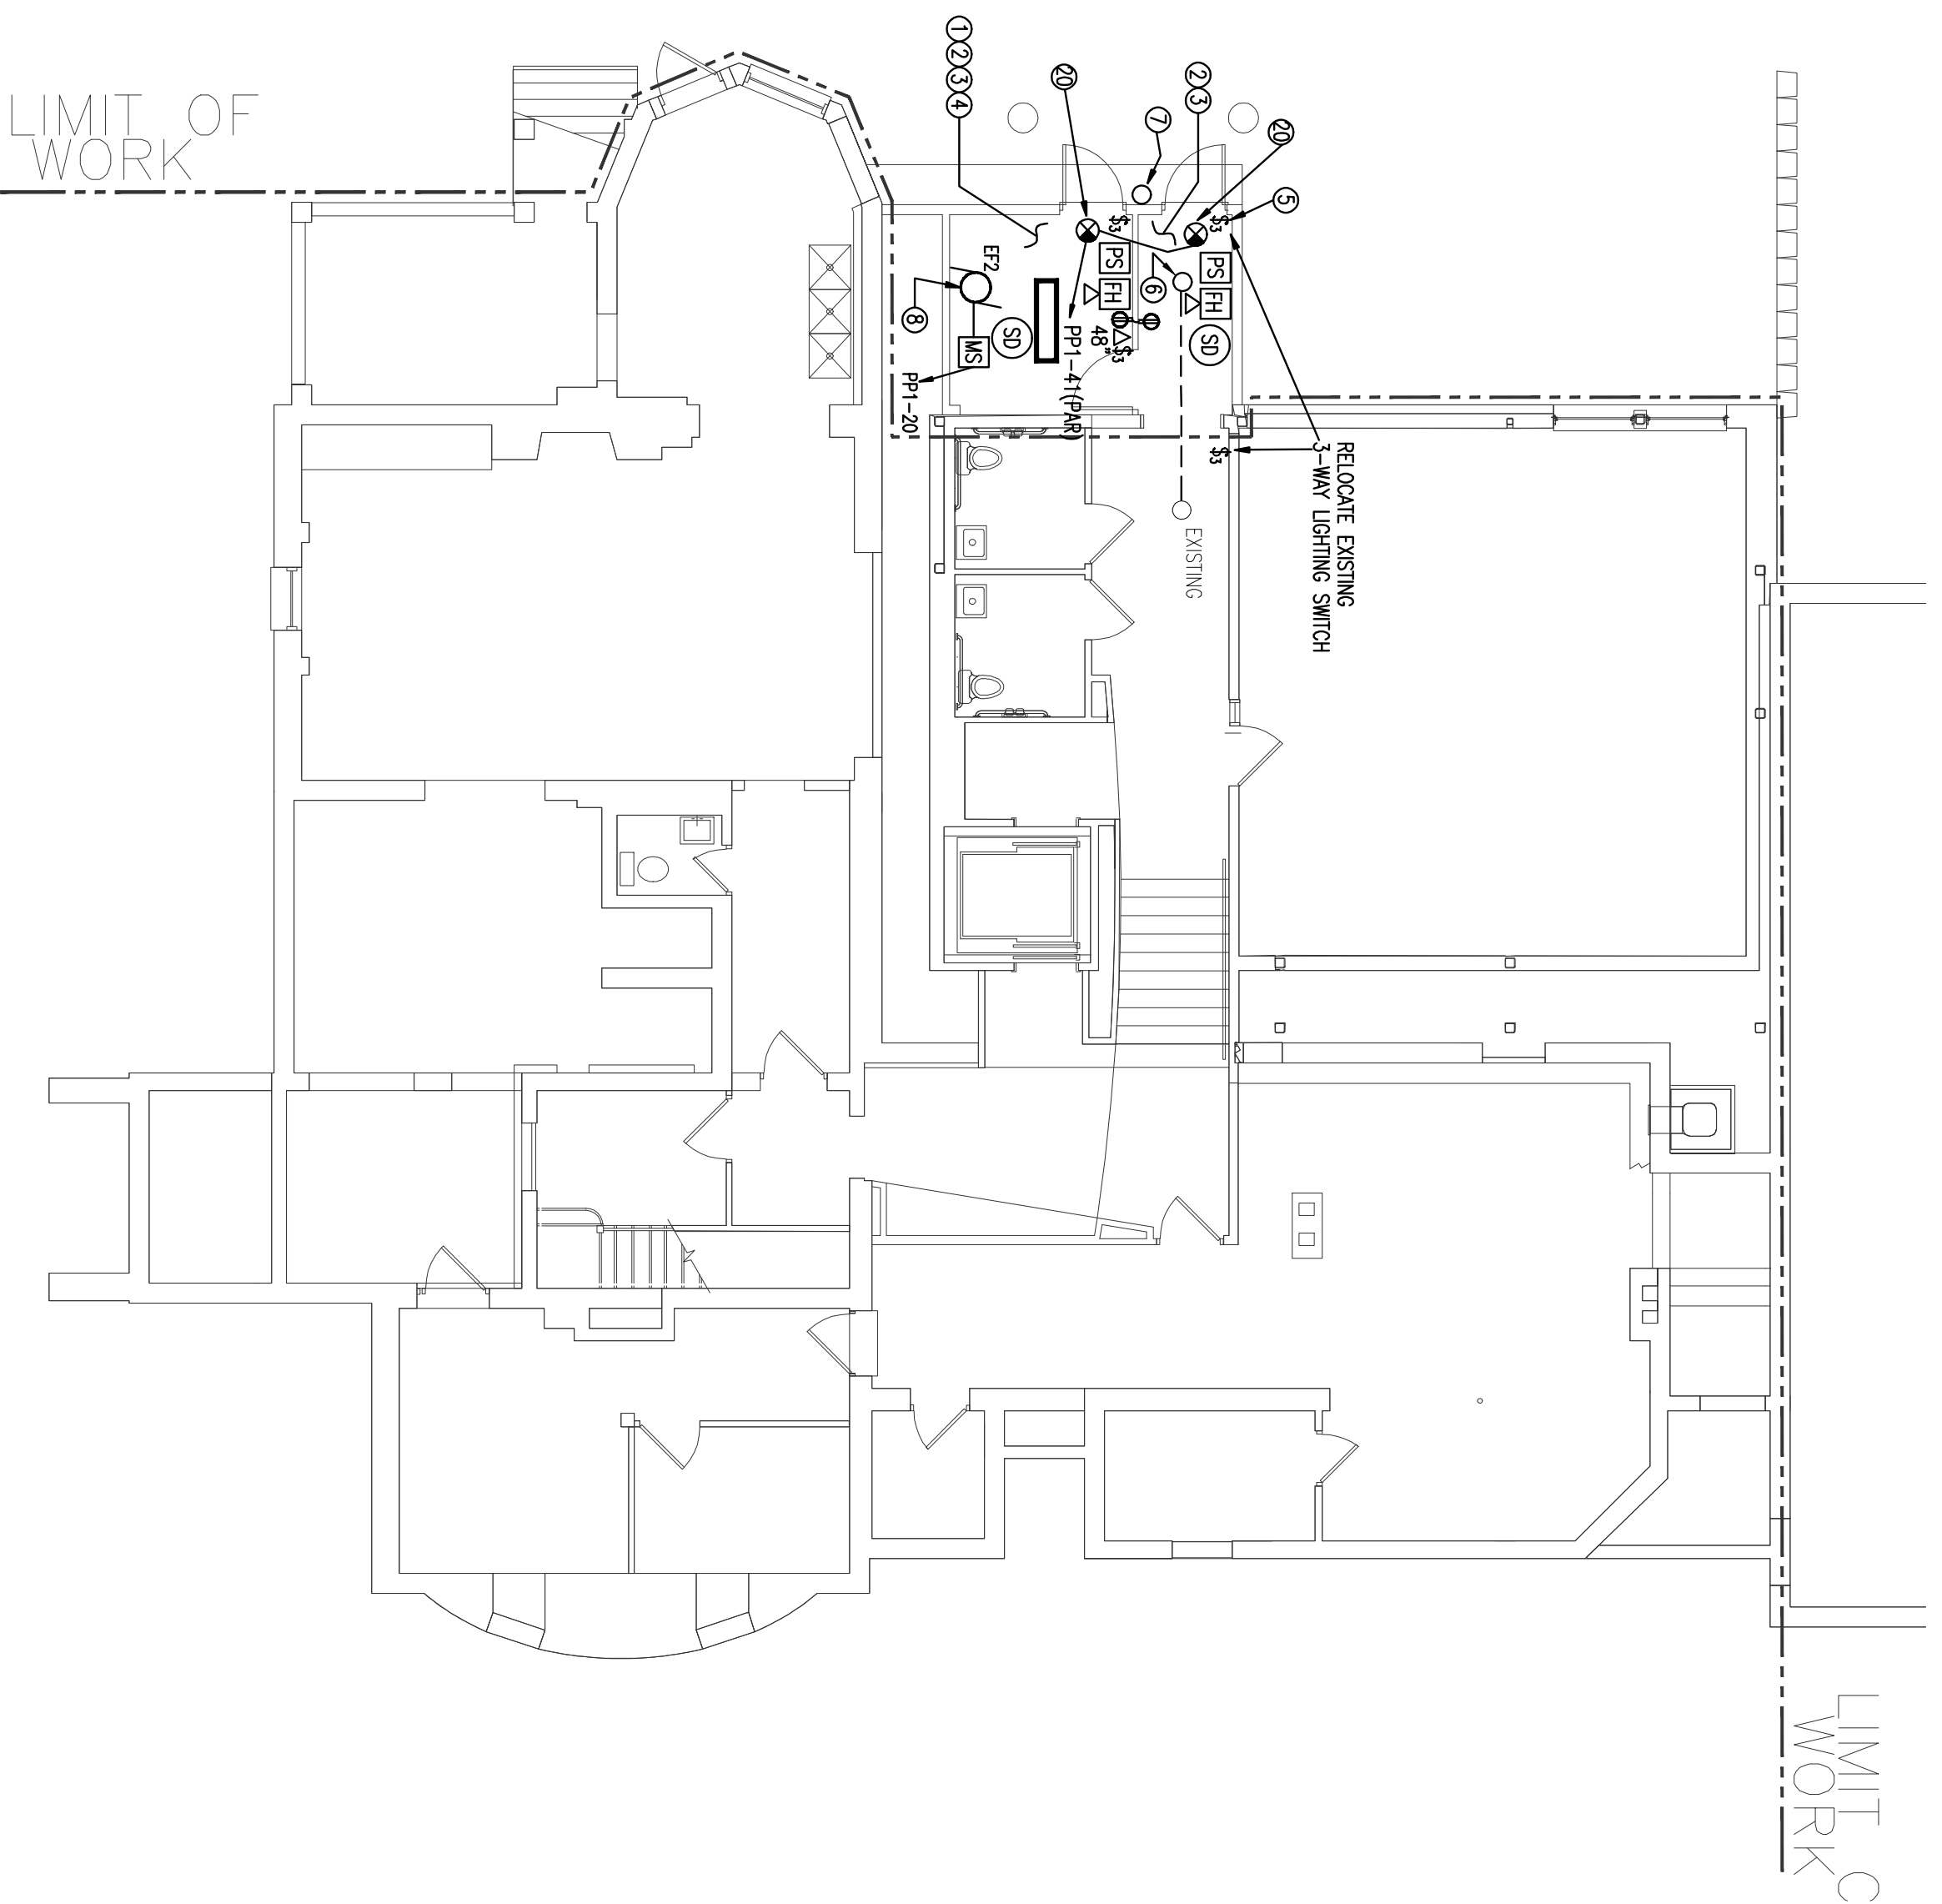 LIMIT OF
WORK
1
2
3
4
20
2
3
7
20
5
$3
$3
PS
FH
PS
FH
6
SD
EF2
8
MS
SD
PP1-20
PP1-41(PAR)
48"
$3
$3
RELOCATE EXISTING
3-WAY LIGHTING SWITCH
EXISTING
LIMIT
WORK